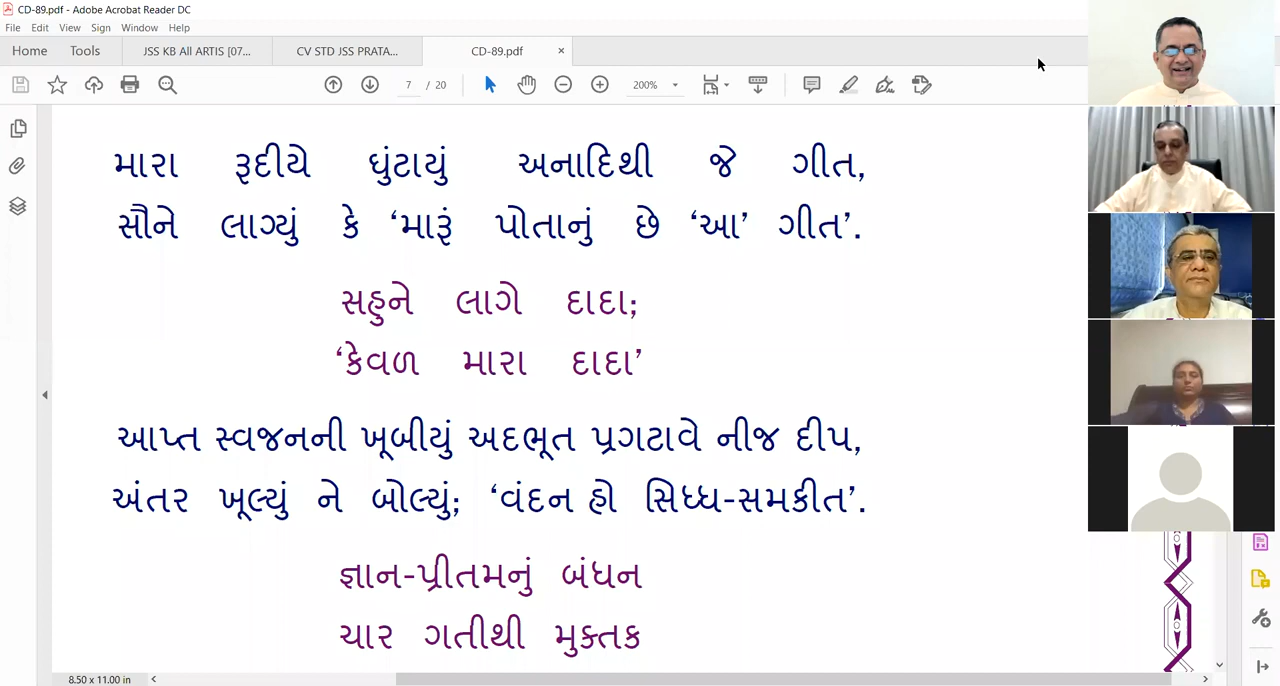 CD-89.pdf - Adobe Acrobat Reader DC
File Edit View Sign Window Help
Home Tools JSS KB All ARTIS [07... CV STD JSS PRATA... CD-89.pdf ×
7 / 20 200%
મારા રૂદીયે ઘુંટાયું અનાદિથી જે ગીત,
સૌને લાગ્યું કે ‘મારૂં પોતાનું છે ‘આ’ ગીત’.
સહુને લાગે દાદા;
‘કેવળ મારા દાદા’
આપ્ત સ્વજનની ખૂબીયું અદભૂત પ્રગટાવે નીજ દીપ,
અંતર ખૂલ્યું ને બોલ્યું; ‘વંદન હો સિધ્ધ-સમકીત’.
જ્ઞાન-પ્રીતમનું બંધન
ચાર ગતીથી મુક્તક
8.50 x 11.00 in